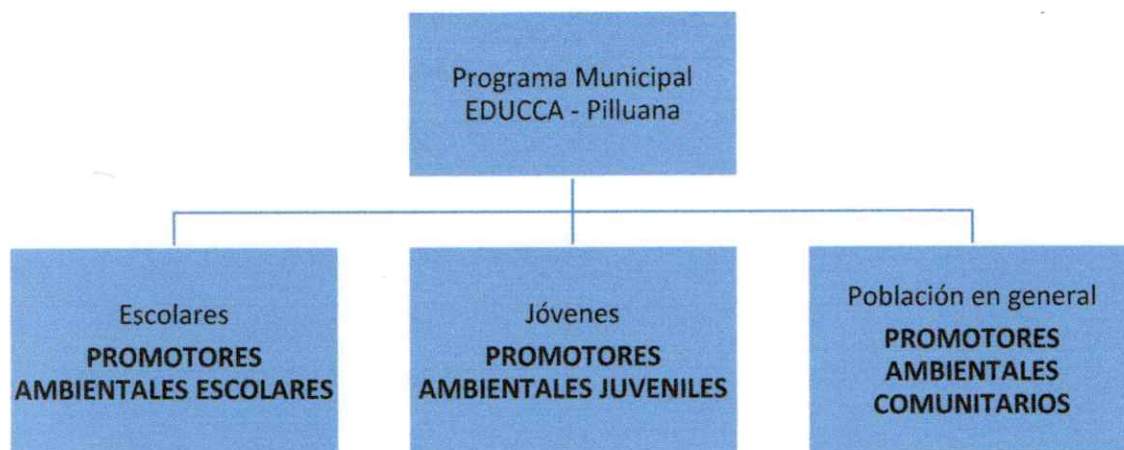 Programa Municipal
EDUCCA - Pilluana
Escolares
PROMOTORES
AMBIENTALES ESCOLARES
Jóvenes
PROMOTORES
AMBIENTALES JUVENILES
Población en general
PROMOTORES
AMBIENTALES
COMUNITARIOS